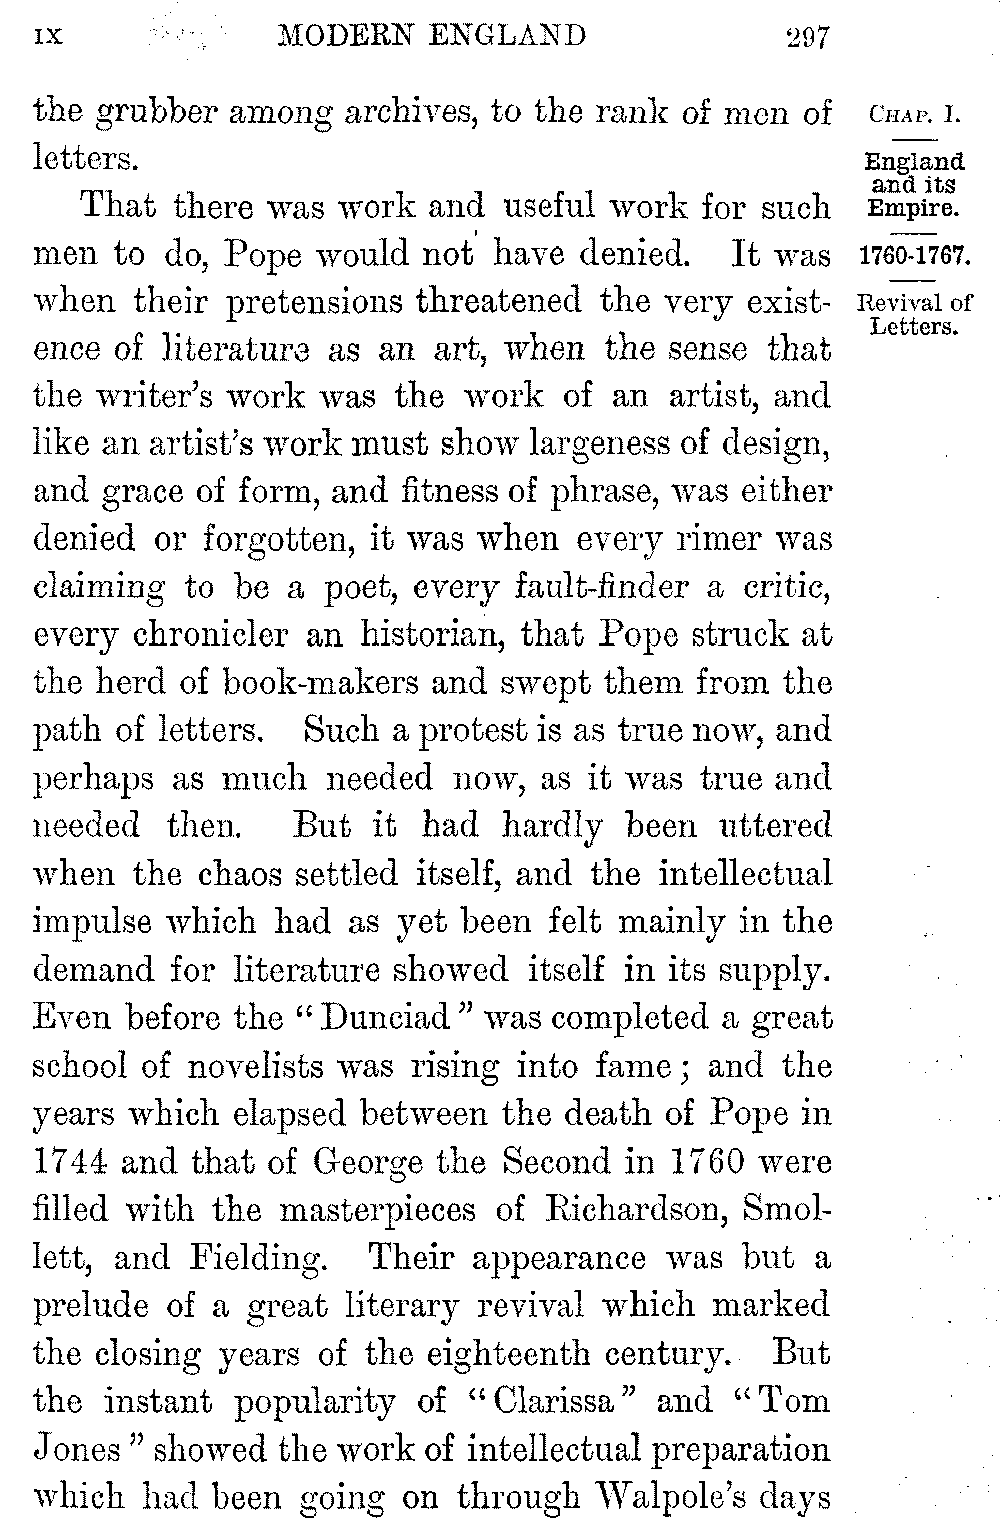 IX MODERN ENGLAND 297
the grubber among archives, to the rank of men of
letters.
That there was work and useful work for such
men to do, Pope would not have denied. It was
when their pretensions threatened the very exist-
ence of literature as an art, when the sense that
the writer's work was the work of an artist, and
like an artist's work must show largeness of design,
and grace of form, and fitness of phrase, was either
denied or forgotten, it was when every rimer was
claiming to be a poet, every fault-finder a critic,
every chronicler an historian, that Pope struck at
the herd of book-makers and swept them from the
path of letters. Such a protest is as true now, and
perhaps as much needed now, as it was true and
needed then. But it had hardly been uttered
when the chaos settled itself, and the intellectual
impulse which had as yet been felt mainly in the
demand for literature showed itself in its supply.
Even before the "Dunciad" was completed a great
school of novelists was rising into fame; and the
years which elapsed between the death of Pope in
1744 and that of George the Second in 1760 were
filled with the masterpieces of Richardson, Smol-
lett, and Fielding. Their appearance was but a
prelude of a great literary revival which marked
the closing years of the eighteenth century. But
the instant popularity of "Clarissa" and "Tom
Jones" showed the work of intellectual preparation
which had been going on through Walpole's days
CHAP. I.
England
and its
Empire.
1760-1767.
Revival of
Letters.